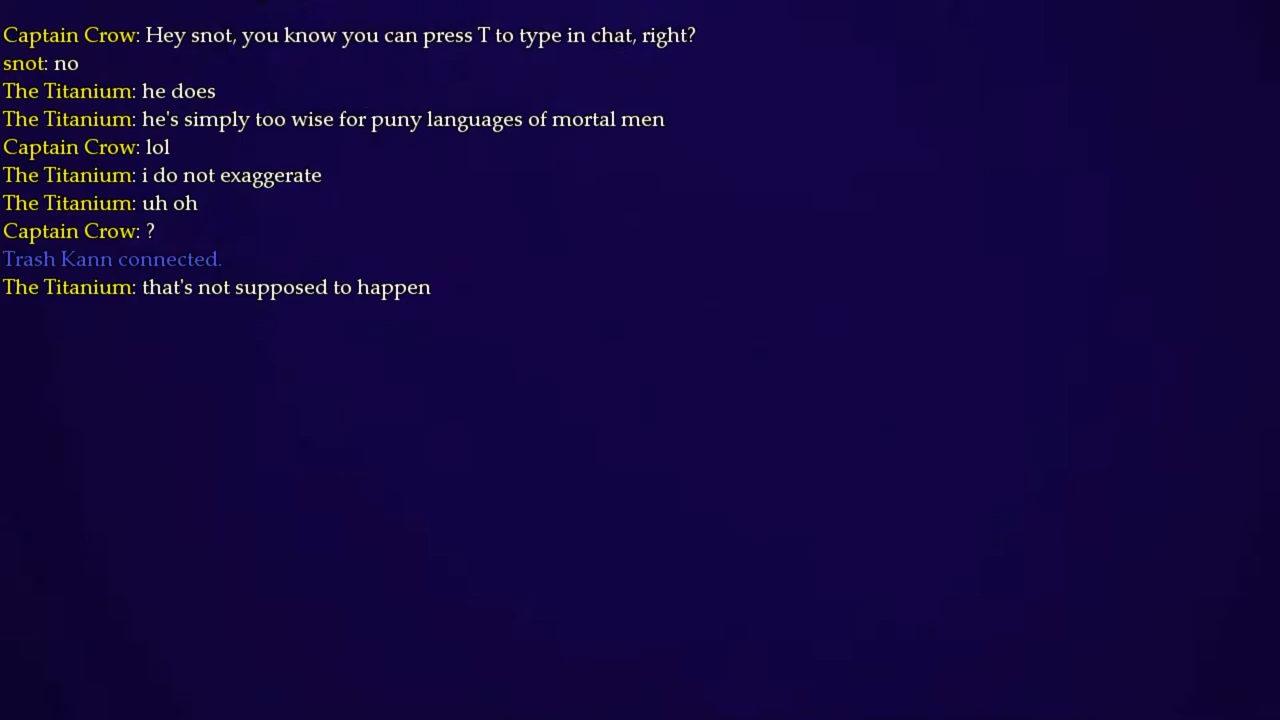 Captain Crow: Hey snot, you know you can press T to type in chat, right?
snot: no
The Titanium: he does
The Titanium: he's simply too wise for puny languages of mortal men
Captain Crow: lol
The Titanium: i do not exaggerate
The Titanium: uh oh
Captain Crow: ?
Trash Kann connected.
The Titanium: that's not supposed to happen